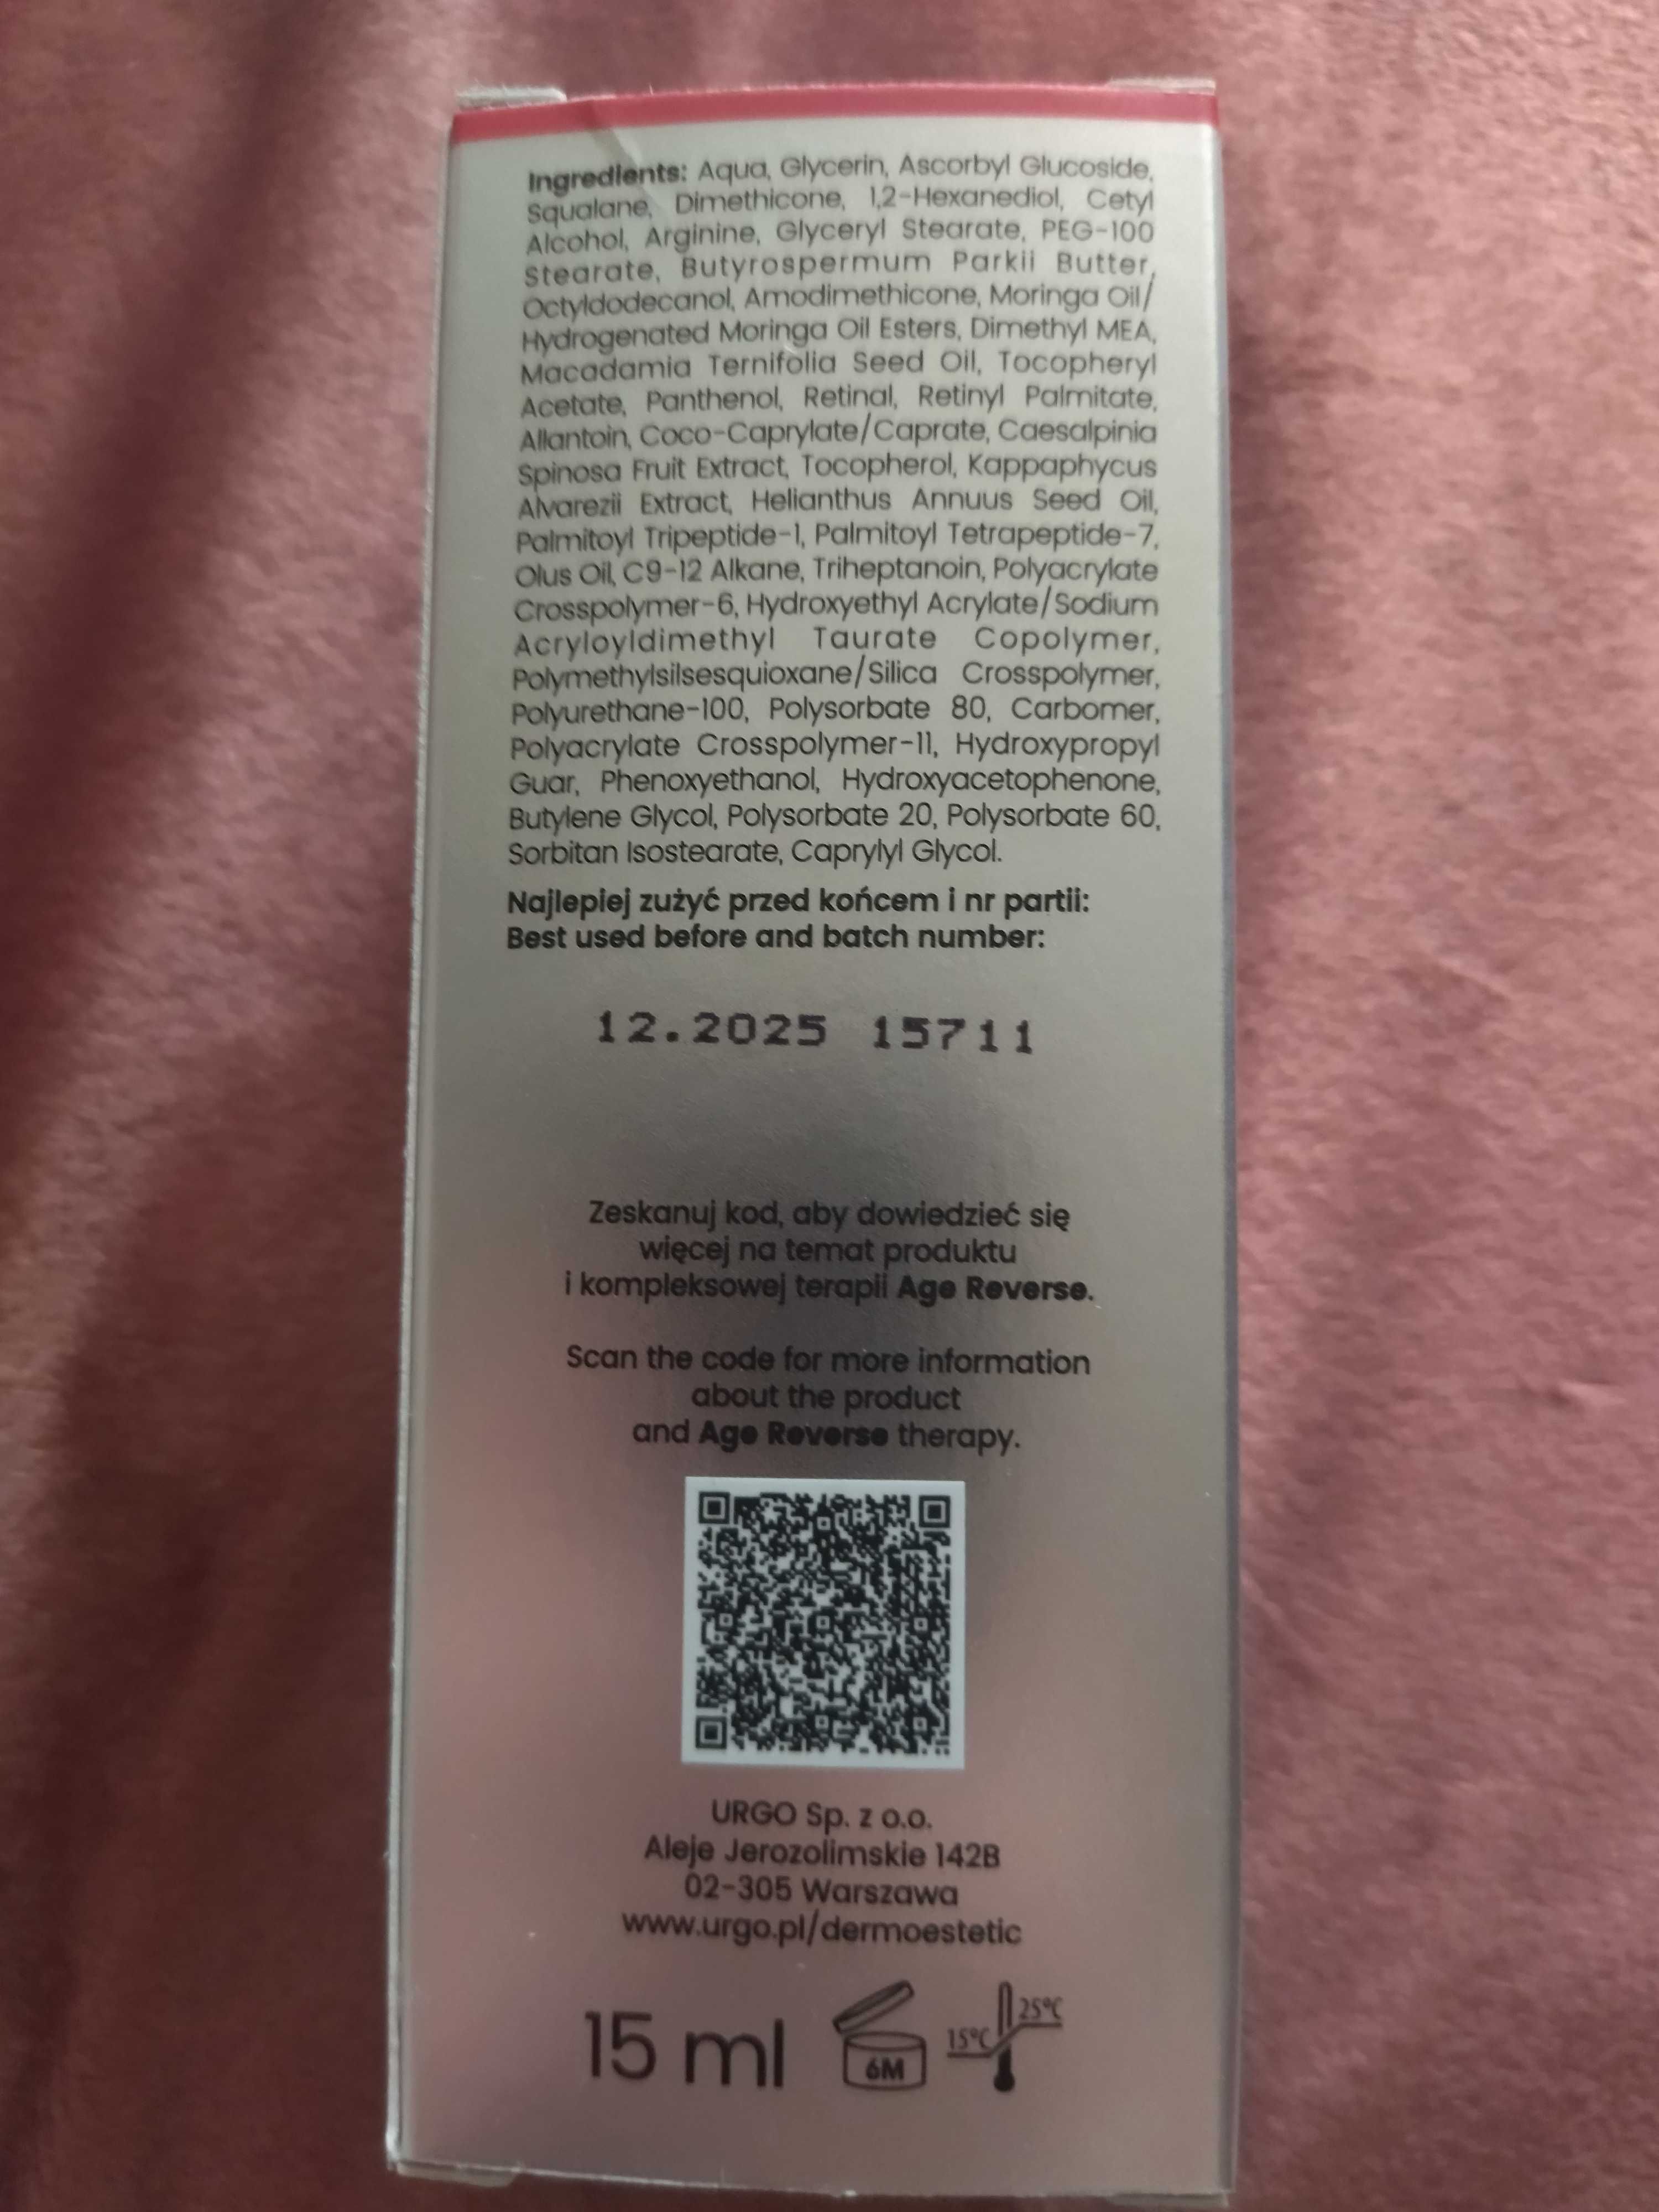 Ingredients: Aqua, Glycerin, Ascorbyl Glucoside,
Squalane, Dimethicone, 1,2-Hexanediol, Cetyl
Alcohol, Arginine, Glyceryl Stearate, PEG-100
Stearate, Butyrospermum Parkii Butter,
Octyldodecanol, Amodimethicone, Moringa Oil/
Hydrogenated Moringa Oil Esters, Dimethyl MEA,
Macadamia Ternifolia Seed Oil, Tocopheryl
Acetate, Panthenol, Retinal, Retinyl Palmitate,
Allantoin, Coco-Caprylate/Caprate, Caesalpinia
Spinosa Fruit Extract, Tocopherol, Kappaphycus
Alvarezii Extract, Helianthus Annuus Seed Oil,
Palmitoyl Tripeptide-1, Palmitoyl Tetrapeptide-7,
Olus Oil, C9-12 Alkane, Triheptanoin, Polyacrylate
Crosspolymer-6, Hydroxyethyl Acrylate/Sodium
Acryloyldimethyl Taurate Copolymer,
Polymethylsilsesquioxane/Silica Crosspolymer,
Polyurethane-100, Polysorbate 80, Carbomer,
Polyacrylate Crosspolymer-11, Hydroxypropyl
Guar, Phenoxyethanol, Hydroxyacetophenone,
Butylene Glycol, Polysorbate 20, Polysorbate 60,
Sorbitan Isostearate, Caprylyl Glycol.
Najlepiej zużyć przed końcem i nr partii:
Best used before and batch number:
12.2025 15711
Zeskanuj kod, aby dowiedzieć się
więcej na temat produktu
i kompleksowej terapii Age Reverse.
Scan the code for more information
about the product
and Age Reverse therapy.
URGO Sp. z o.o.
Aleje Jerozolimskie 142B
02-305 Warszawa
www.urgo.pl/dermoestetic
15 ml 6M 15°C 25°C